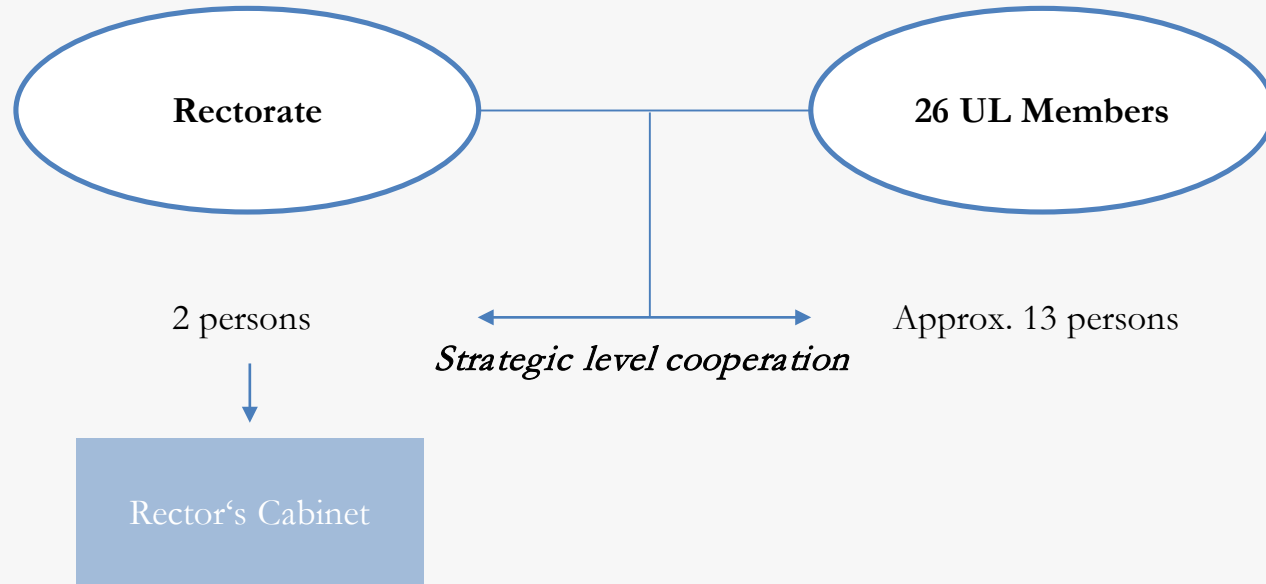 Rectorate
26 UL Members
2 persons
Approx. 13 persons
Strategic level cooperation
Rector‘s Cabinet